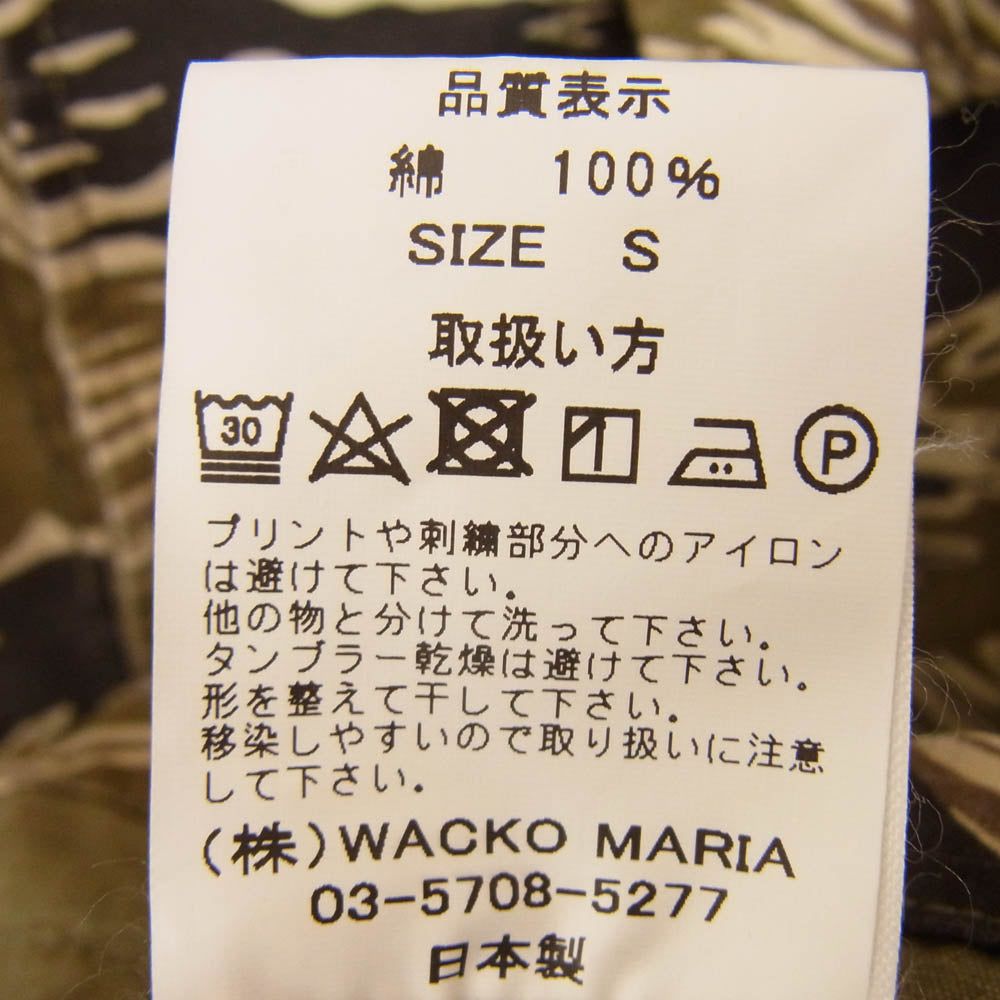 品質表示
綿 100%
SIZE S
取扱い方
30 P
プリントや刺繍部分へのアイロン
は避けて下さい。
他の物と分けて洗って下さい。
タンブラー乾燥は避けて下さい。
形を整えて干して下さい。
移染しやすいので取り扱いに注意
して下さい。
(株)WACKO MARIA
03-5708-5277
日本製